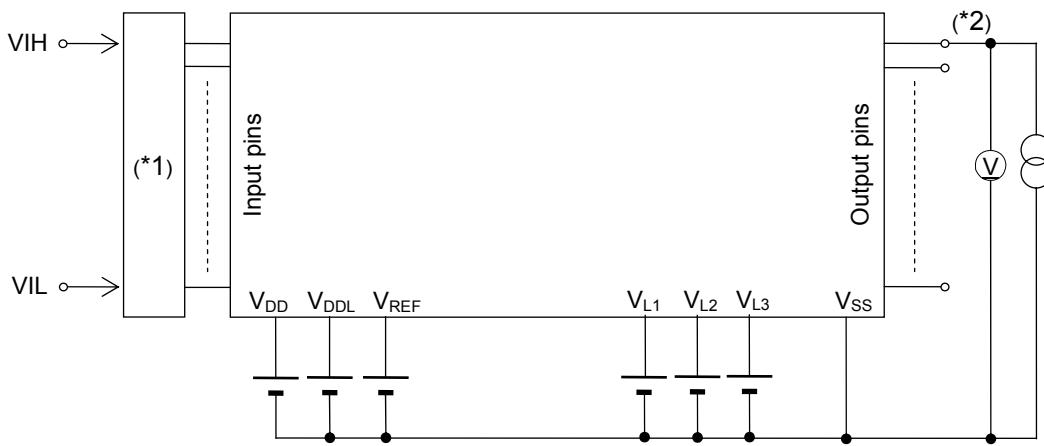 (*2)
VIH
(*1)
Input pins
Output pins
V
VIL
VDD VDDL VREF VL1 VL2 VL3 VSS